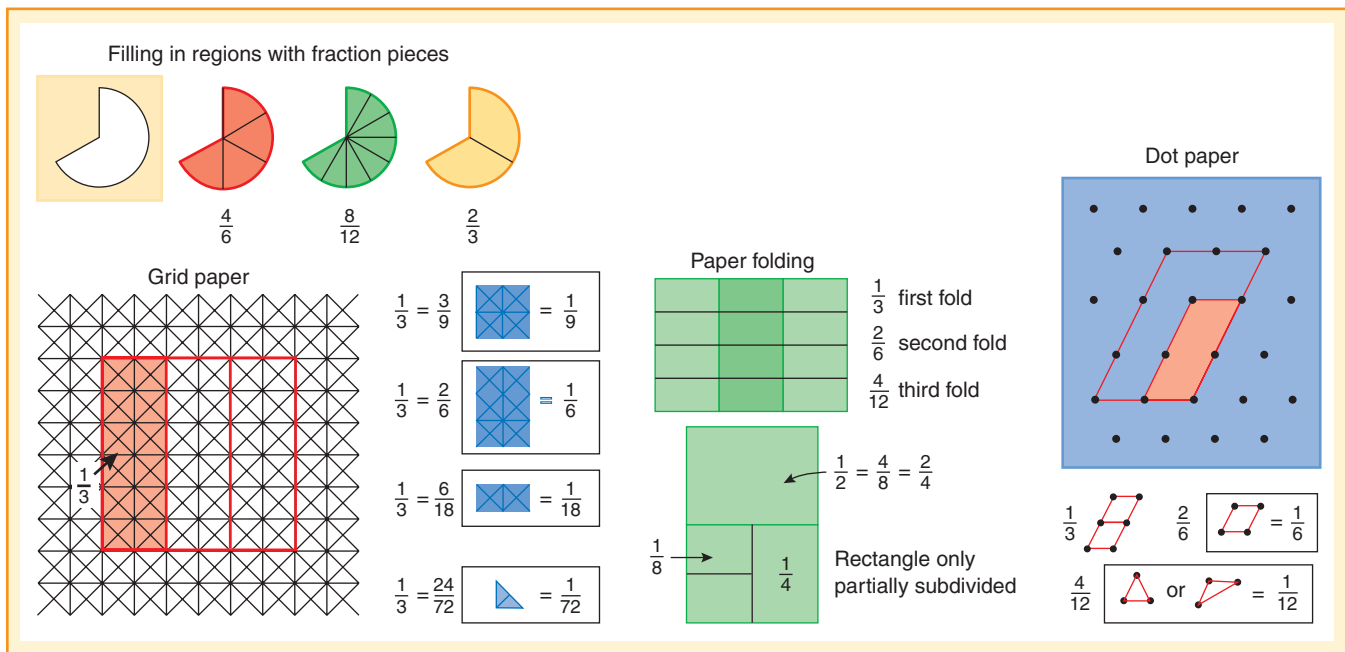 Filling in regions with fraction pieces
4/6
8/12
2/3
Grid paper
1/3
1/3 = 3/9
= 1/9
1/3 = 2/6
= 1/6
1/3 = 6/18
= 1/18
1/3 = 24/72
= 1/72
Paper folding
1/3 first fold
2/6 second fold
4/12 third fold
1/2 = 4/8 = 2/4
1/8
1/4
Rectangle only
partially subdivided
Dot paper
1/3
2/6
= 1/6
4/12
or
= 1/12